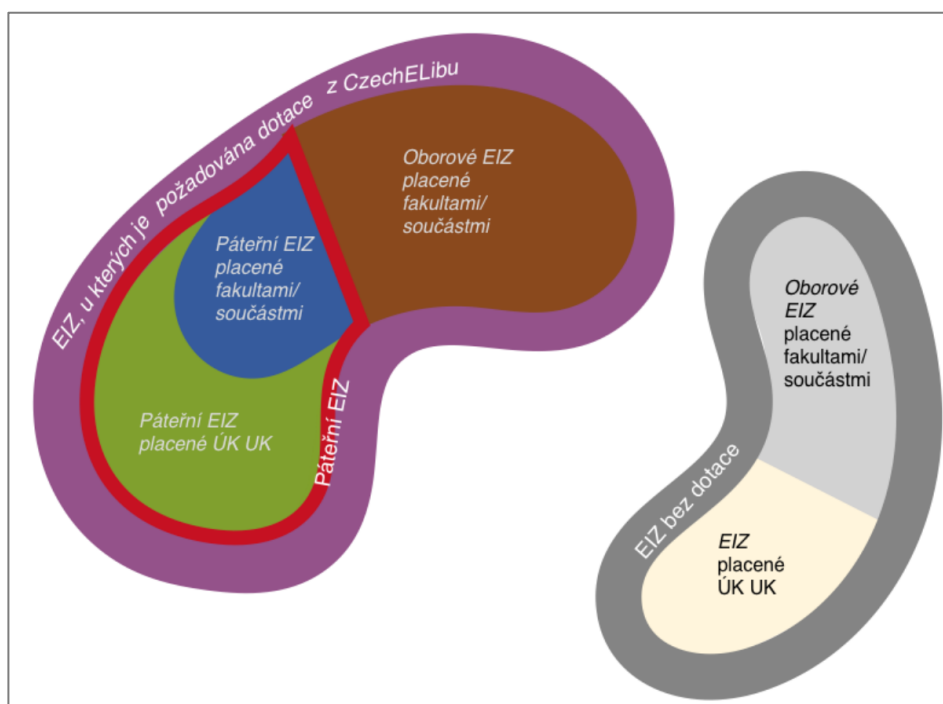 EIZ, u kterých je požadována dotace z CzechELibu
Oborové EIZ
placené
fakultami/
součástmi
Páteřní EIZ
placené
fakultami/
součástmi
Páteřní EIZ
placené ÚK UK
Páteřní EIZ
Oborové
EIZ
placené
fakultami/
součástmi
EIZ bez dotace
EIZ
placené
ÚK UK